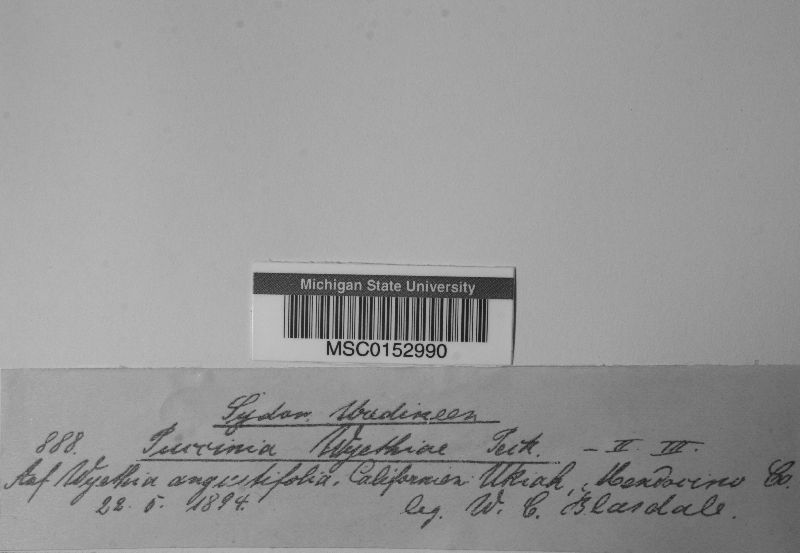 Michigan State University
MSC0152990
Sydow. Uredineen
888. Puccinia Wyethiae Peck. – II. III.
Auf Wyethia angustifolia. Californien: Ukiah, Mendocino Co.
22. 5. 1894. leg. W. C. Blasdale.